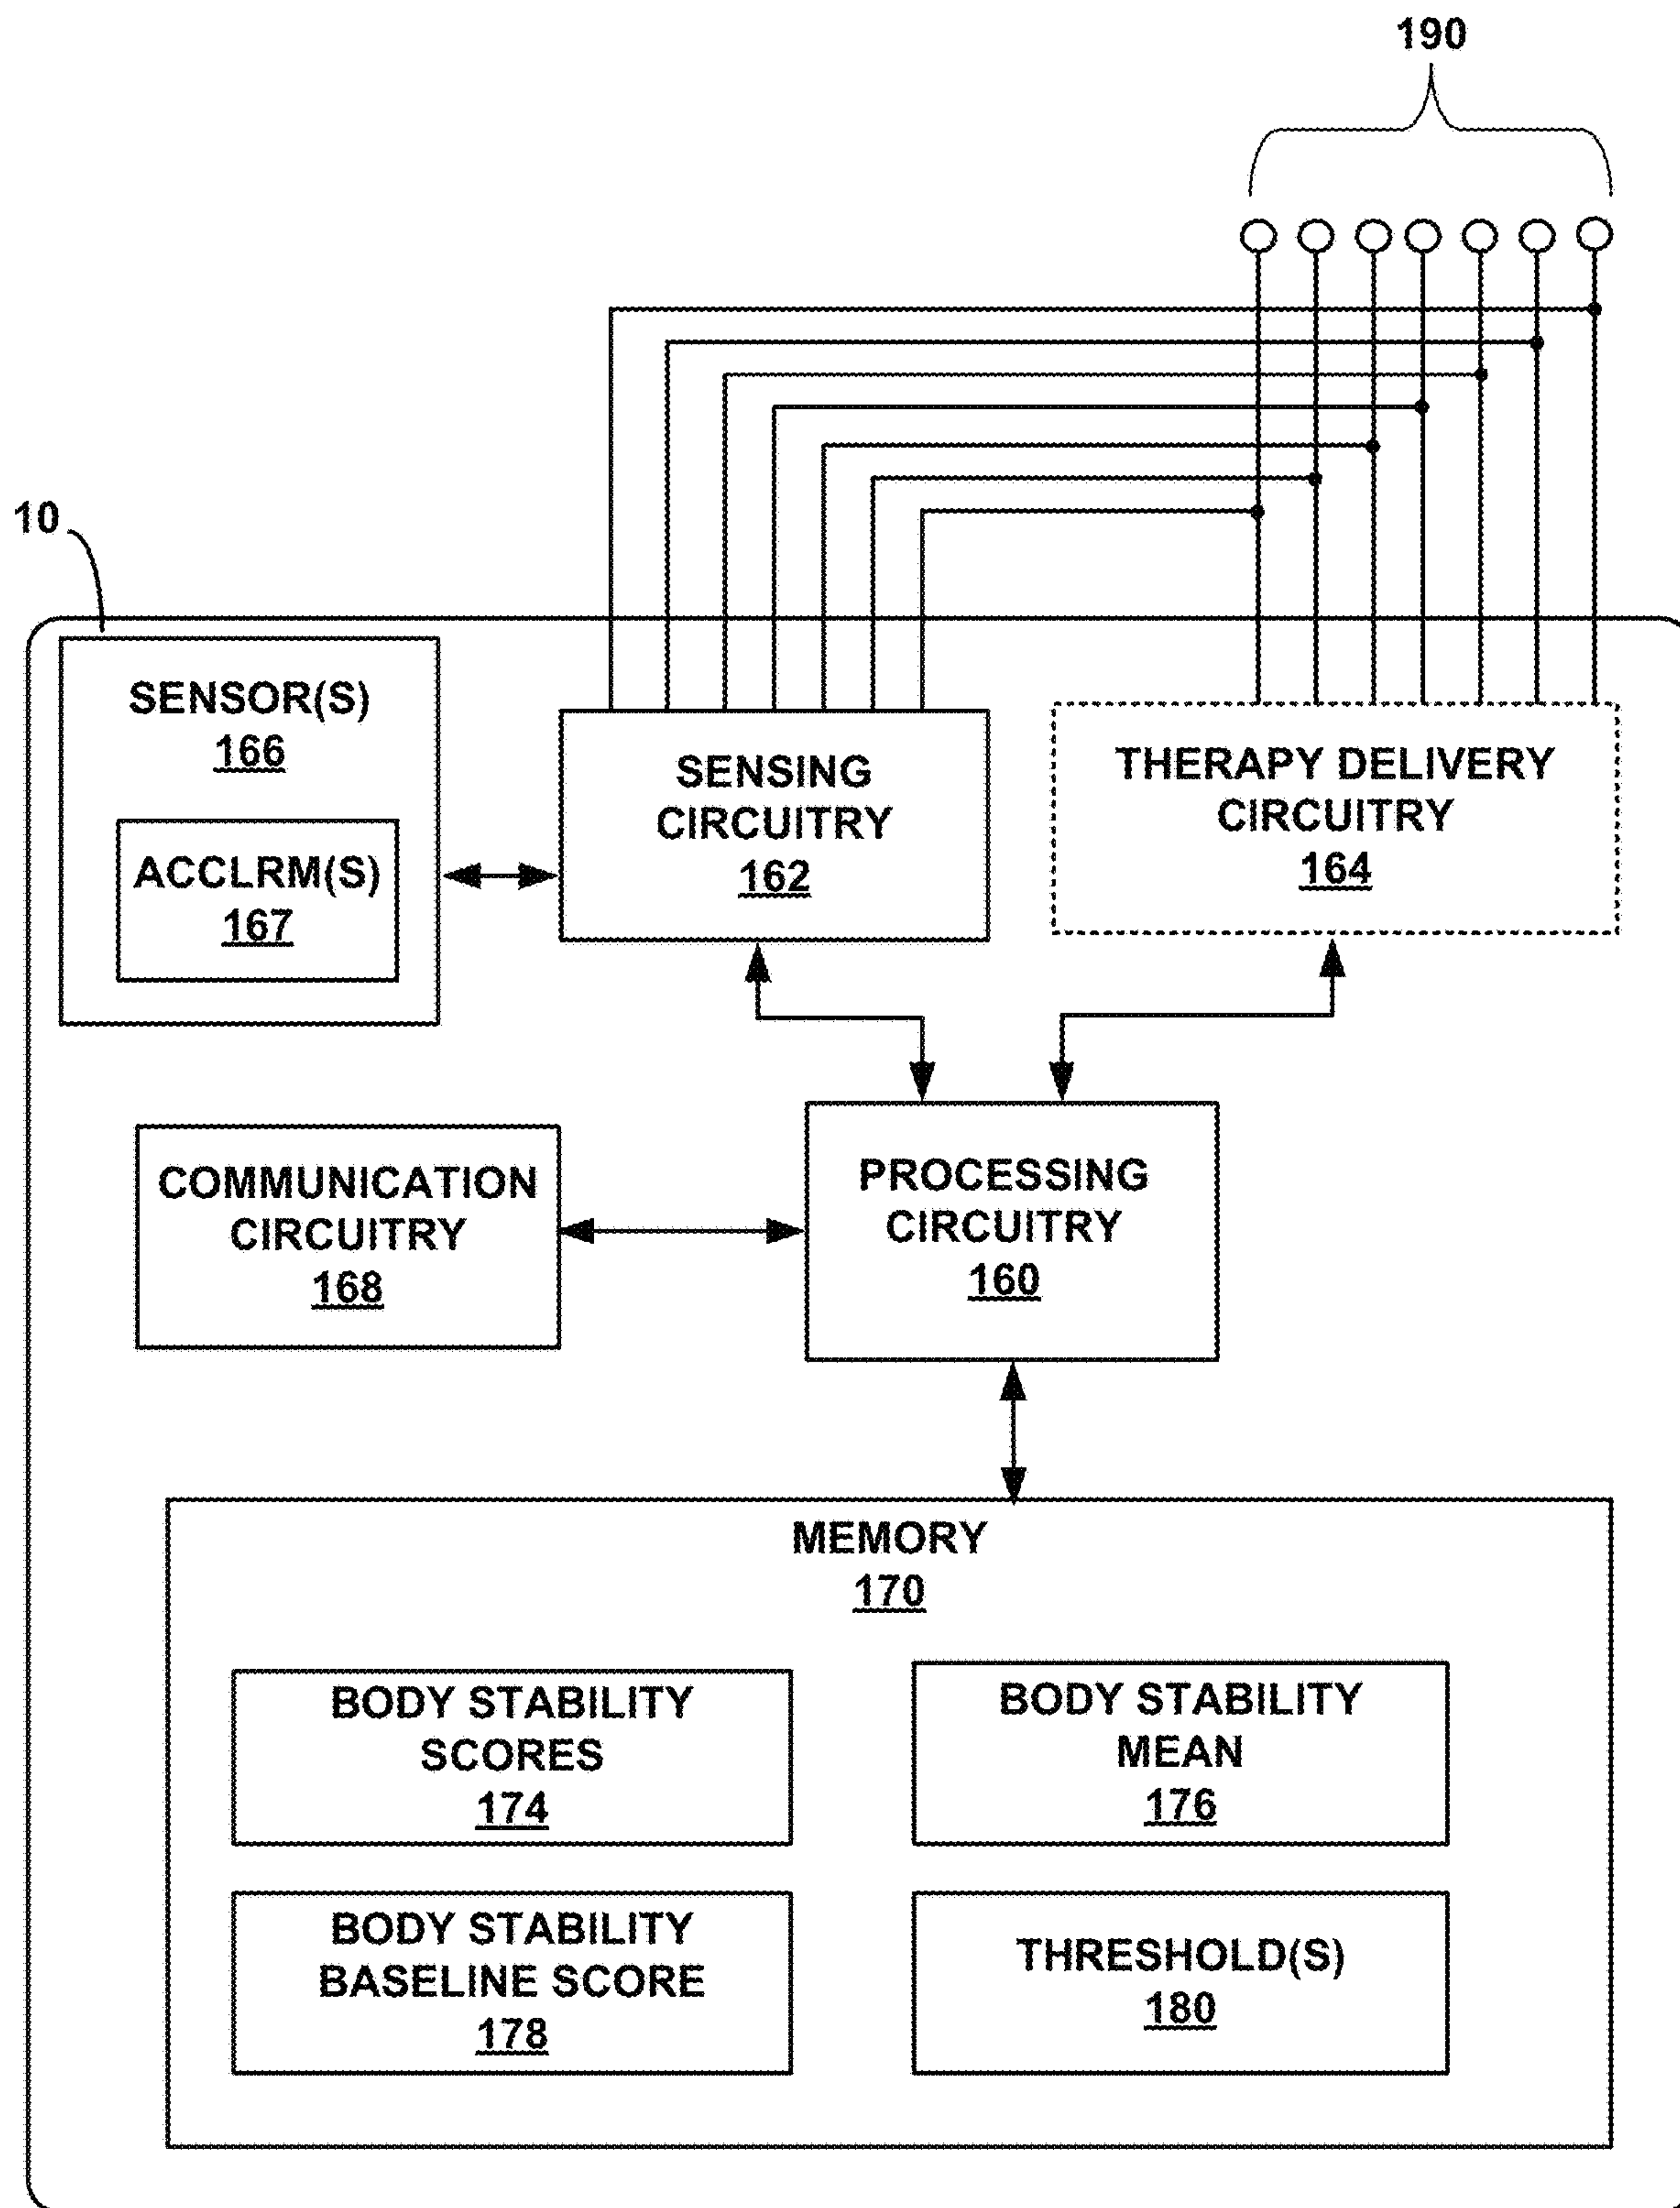 190
10
SENSOR(S)
166
ACCLRM(S)
167
SENSING
CIRCUITRY
162
THERAPY DELIVERY
CIRCUITRY
164
COMMUNICATION
CIRCUITRY
168
PROCESSING
CIRCUITRY
160
MEMORY
170
BODY STABILITY
SCORES
174
BODY STABILITY
MEAN
176
BODY STABILITY
BASELINE SCORE
178
THRESHOLD(S)
180